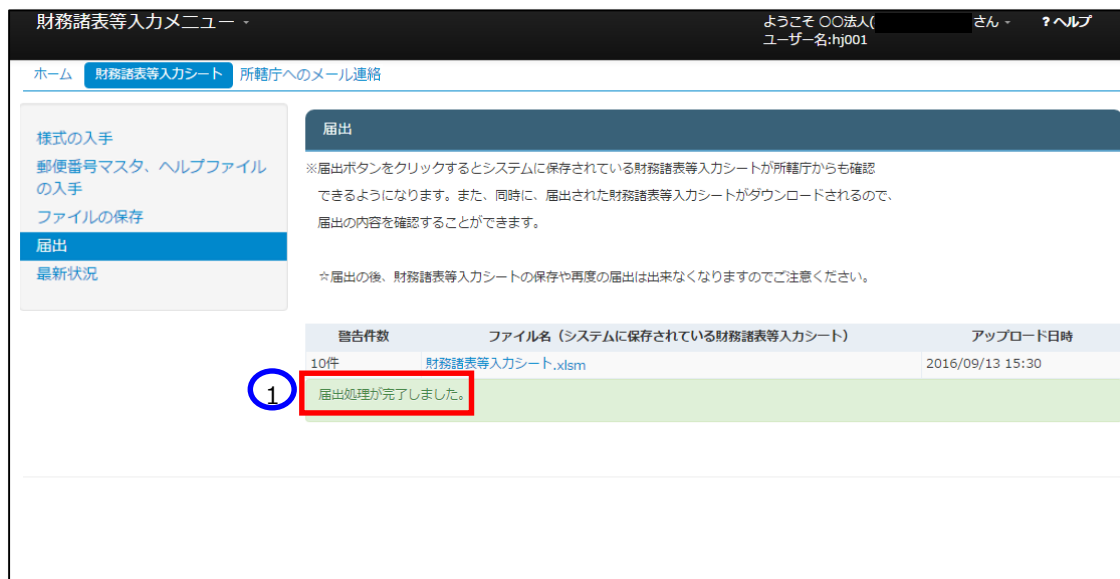 財務諸表等入力メニュー
ようこそ 〇〇法人( さん
ユーザー名:hj001
?ヘルプ
ホーム 財務諸表等入力シート 所轄庁へのメール連絡
様式の入手
郵便番号マスタ、ヘルプファイル
の入手
ファイルの保存
届出
最新状況
届出
※届出ボタンをクリックするとシステムに保存されている財務諸表等入力シートが所轄庁からも確認
できるようになります。また、同時に、届出された財務諸表等入力シートがダウンロードされるので、
届出の内容を確認することができます。
☆届出の後、財務諸表等入力シートの保存や再度の届出は出来なくなりますのでご注意ください。
警告件数 ファイル名（システムに保存されている財務諸表等入力シート） アップロード日時
10件 財務諸表等入力シート.xlsm 2016/09/13 15:30
1
届出処理が完了しました。